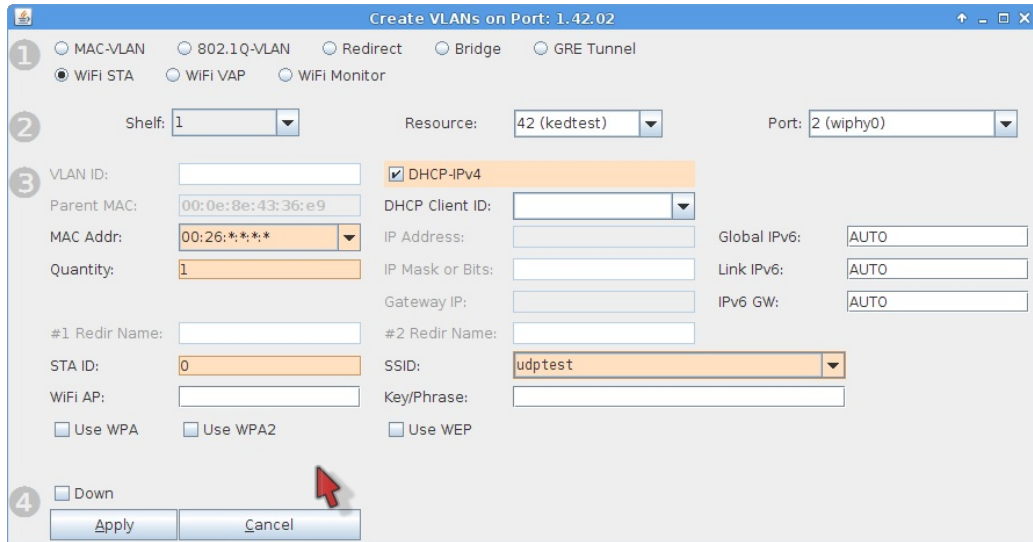 Create VLANs on Port: 1.42.02
1
MAC-VLAN 802.1Q-VLAN Redirect Bridge GRE Tunnel
WiFi STA WiFi VAP WiFi Monitor
2
Shelf: 1 Resource: 42 (kedtest) Port: 2 (wiphy0)
3
VLAN ID: DHCP-IPv4
Parent MAC: 00:0e:8e:43:36:e9 DHCP Client ID:
MAC Addr: 00:26:*:*:*:* IP Address: Global IPv6: AUTO
Quantity: 1 IP Mask or Bits: Link IPv6: AUTO
Gateway IP: IPv6 GW: AUTO
#1 Redir Name: #2 Redir Name:
STA ID: 0 SSID: udptest
WiFi AP: Key/Phrase:
Use WPA Use WPA2 Use WEP
4
Down
Apply Cancel